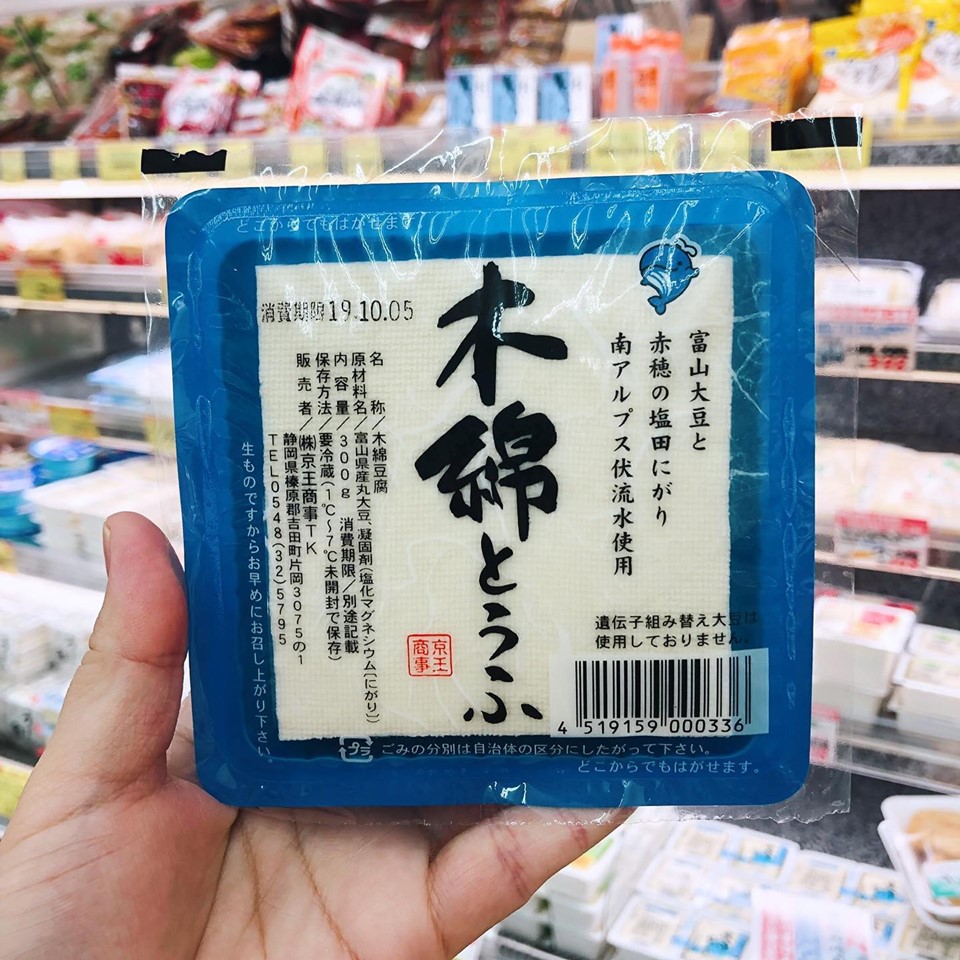 どこからでもはがせます
消費期限19.10.05
木綿とうふ
富山大豆と
赤穂の塩田にがり
南アルプス伏流水使用
名　称／木綿豆腐
原材料名／富山県産丸大豆、凝固剤(塩化マグネシウム〔にがり〕)
内容量／300g　消費期限／別途記載
保存方法／要冷蔵(1℃～7℃未開封で保存)
販売者／㈱京王商事TK
静岡県榛原郡吉田町片岡3075の1
TEL0548(32)5795
生ものですからお早めにお召し上がり下さい
京王
商事
遺伝子組み替え大豆は
使用しておりません。
4 519159 000336
プラ
ごみの分別は自治体の区分にしたがって下さい。
どこからでもはがせます。